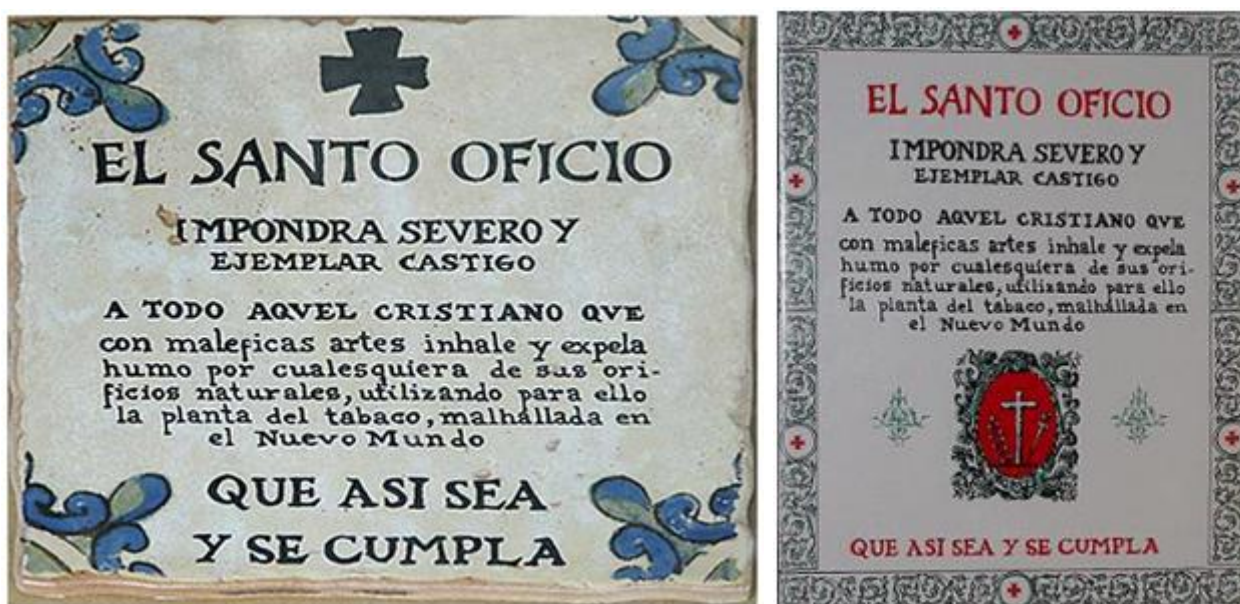 EL SANTO OFICIO
IMPONDRA SEVERO Y
EJEMPLAR CASTIGO
A TODO AQVEL CRISTIANO QVE
con maleficas artes inhale y expela
humo por cualesquiera de sus ori-
ficios naturales, utilizando para ello
la planta del tabaco, malhallada en
el Nuevo Mundo
QUE ASI SEA
Y SE CUMPLA
EL SANTO OFICIO
IMPONDRA SEVERO Y
EJEMPLAR CASTIGO
A TODO AQVEL CRISTIANO QVE
con maleficas artes inhale y expela
humo por cualesquiera de sus ori-
ficios naturales, utilizando para ello
la planta del tabaco, malhallada en
el Nuevo Mundo
QUE ASI SEA Y SE CUMPLA